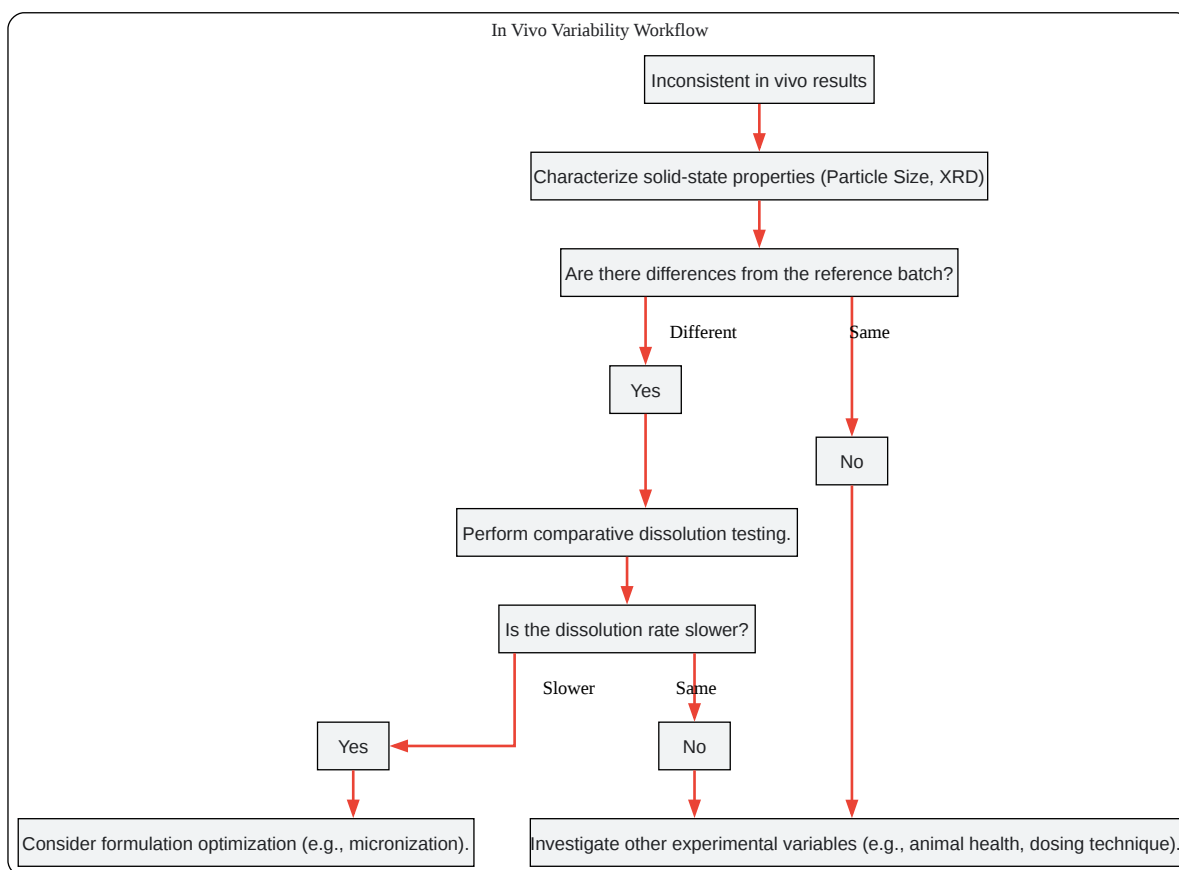 In Vivo Variability Workflow
Inconsistent in vivo results
Characterize solid-state properties (Particle Size, XRD)
Are there differences from the reference batch?
Different
Same
Yes
No
Perform comparative dissolution testing.
Is the dissolution rate slower?
Slower
Same
Yes
No
Consider formulation optimization (e.g., micronization).
Investigate other experimental variables (e.g., animal health, dosing technique).